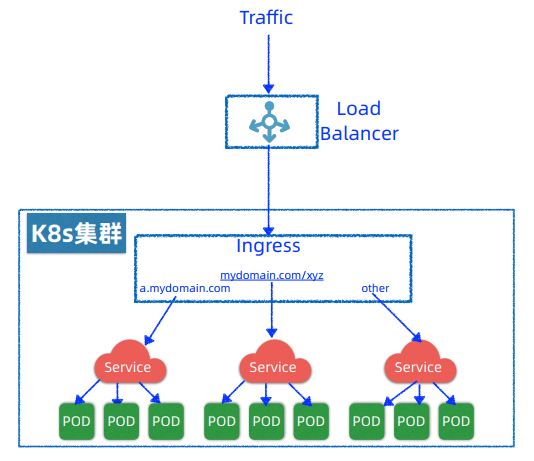 Traffic
Load
Balancer
K8s集群
Ingress
mydomain.com/xyz
a.mydomain.com
other
Service
Service
Service
POD
POD
POD
POD
POD
POD
POD
POD
POD